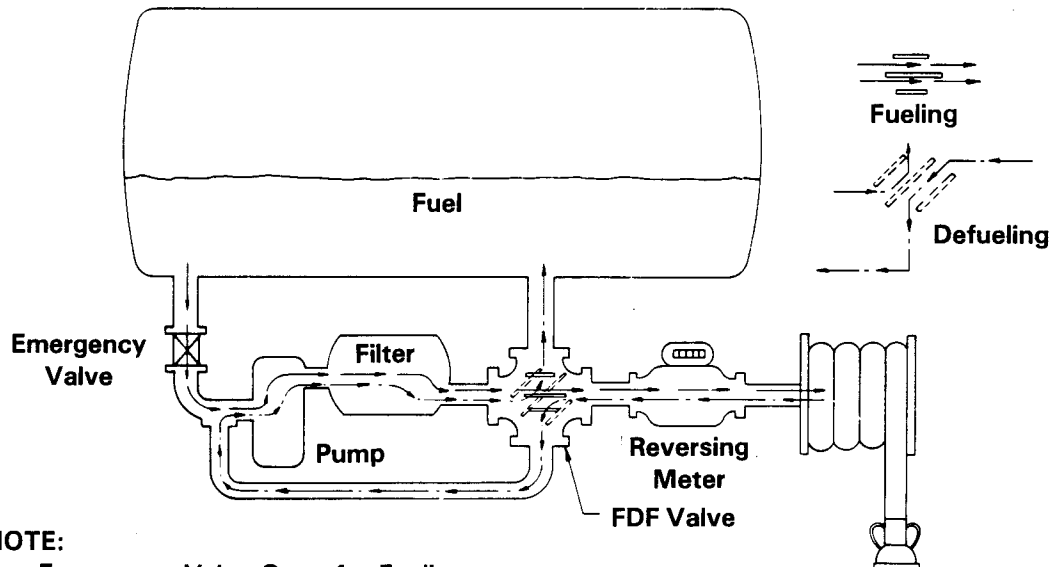 Fueling
Fuel
Defueling
Emergency
Valve
Filter
Pump
Reversing
Meter
FDF Valve
NOTE: